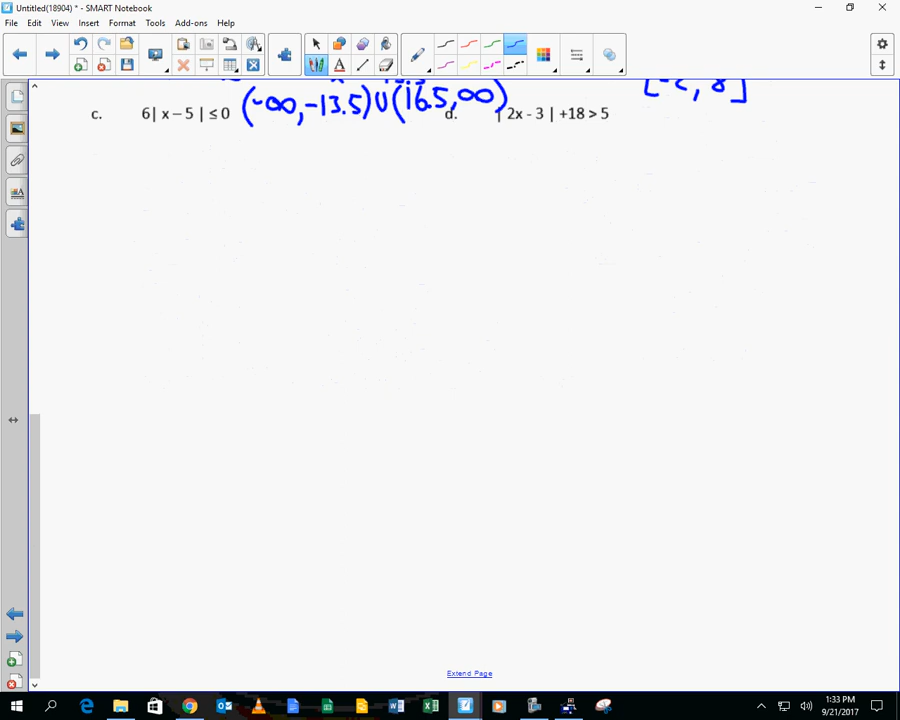 Untitled(18904) * - SMART Notebook
File Edit View Insert Format Tools Add-ons Help
(-∞,-13.5)∪(16.5,∞)
c. 6| x – 5 | ≤ 0
d. | 2x - 3 | +18 > 5
Extend Page
1:33 PM
9/21/2017